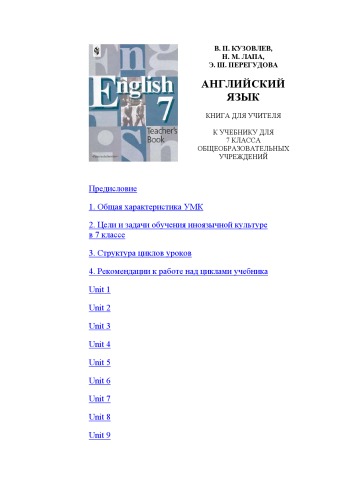 English
7
Teacher's
Book
В. П. КУЗОВЛЕВ,
Н. М. ЛАПА,
Э. Ш. ПЕРЕГУДОВА
АНГЛИЙСКИЙ
ЯЗЫК
КНИГА ДЛЯ УЧИТЕЛЯ
К УЧЕБНИКУ ДЛЯ
7 КЛАССА
ОБЩЕОБРАЗОВАТЕЛЬНЫХ
УЧРЕЖДЕНИЙ
Предисловие
1. Общая характеристика УМК
2. Цели и задачи обучения иноязычной культуре
в 7 классе
3. Структура циклов уроков
4. Рекомендации к работе над циклами учебника
Unit 1
Unit 2
Unit 3
Unit 4
Unit 5
Unit 6
Unit 7
Unit 8
Unit 9